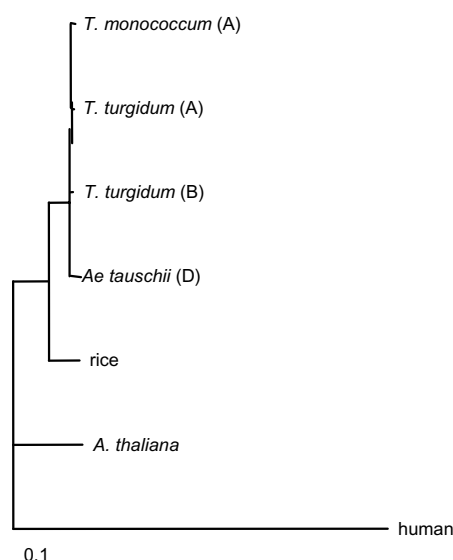 T. monococcum (A)
T. turgidum (A)
T. turgidum (B)
Ae tauschii (D)
rice
A. thaliana
human
0.1